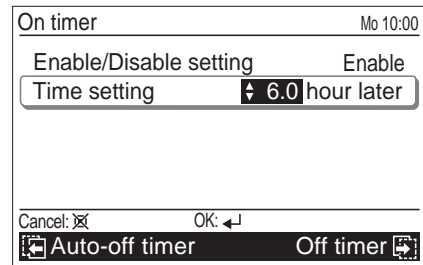 On timer Mo 10:00
Enable/Disable setting Enable
Time setting 6.0 hour later
Cancel: OK:
Auto-off timer Off timer